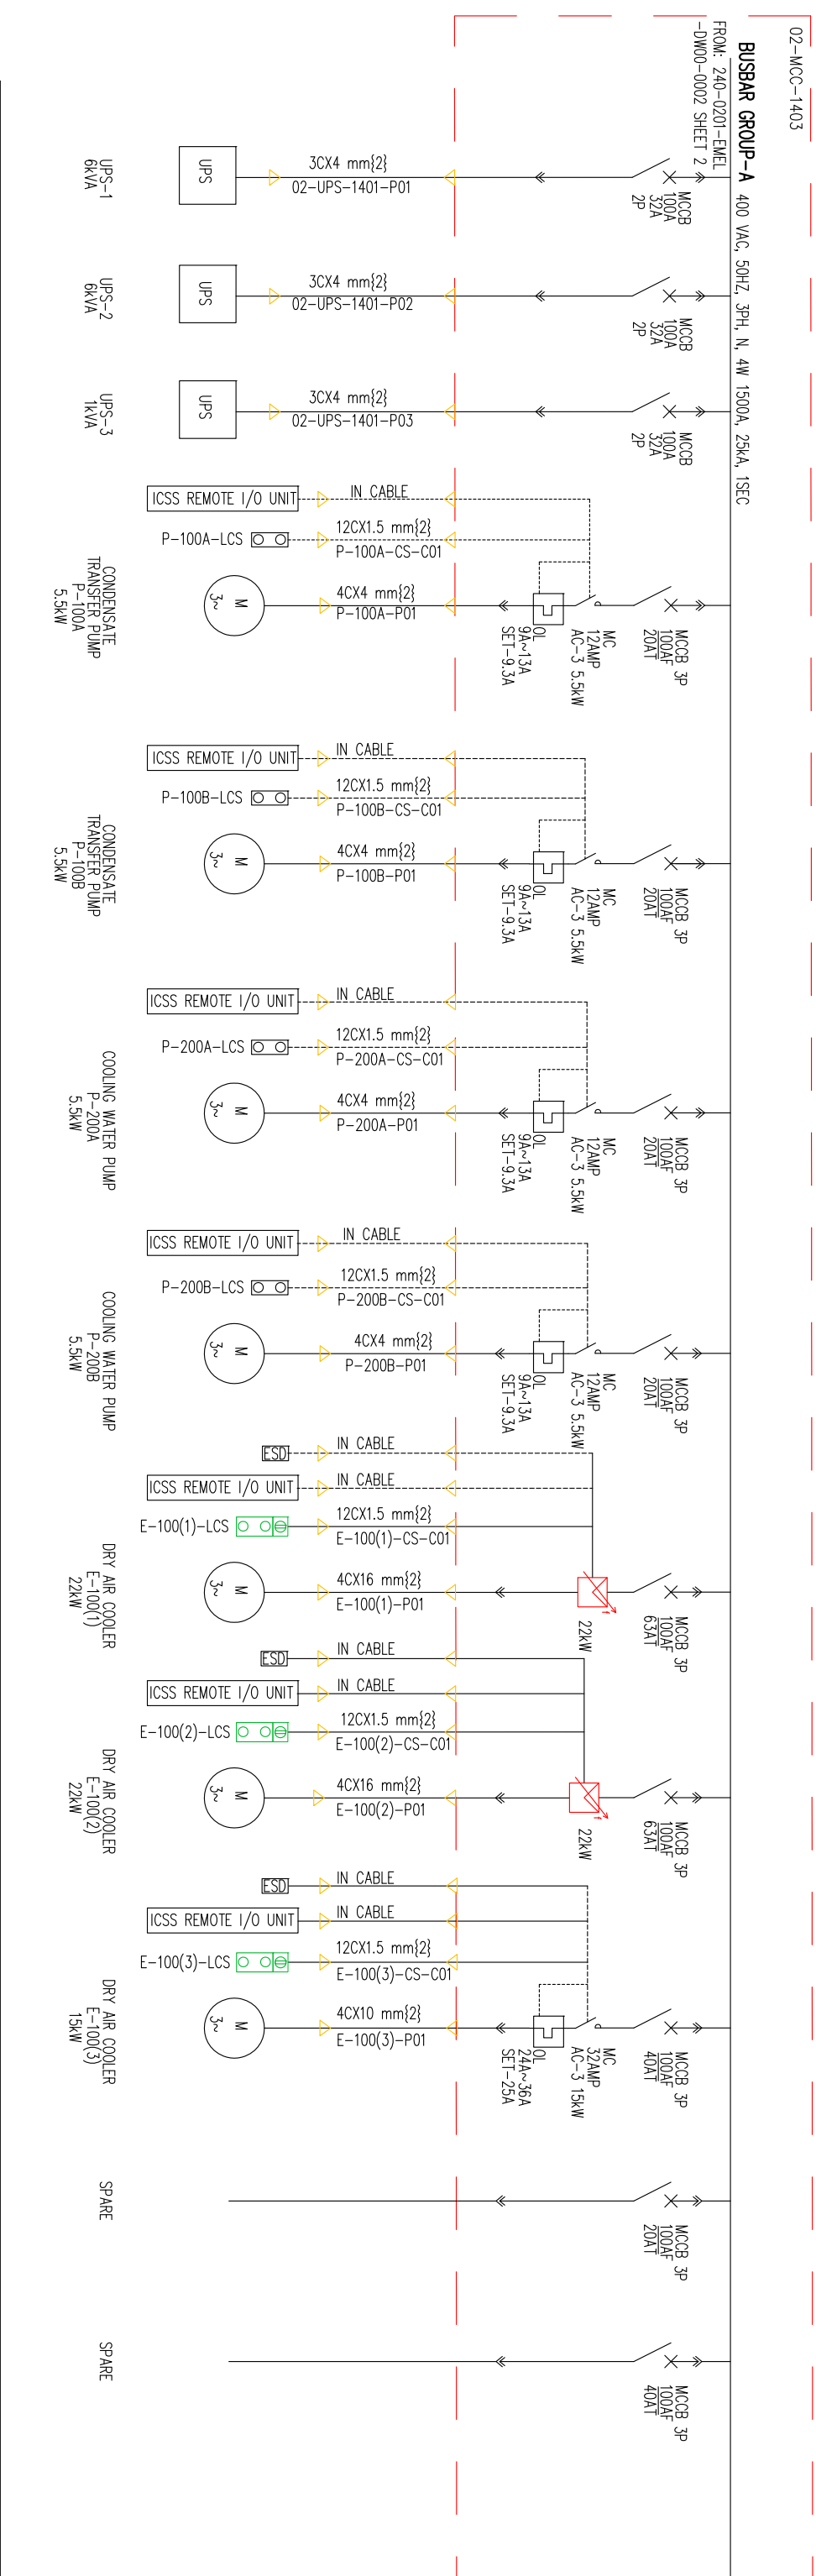 02-MCC-1403
BUSBAR GROUP-A 400 VAC, 50HZ, 3PH, N, 4W 1500A, 25kA, 1SEC
FROM: 240-0201-EMEL
-DW00-0002 SHEET 2
MCCB
100A
32A
2P
3CX4 mm{2}
02-UPS-1401-P01
UPS
UPS-1
6kVA
MCCB
100A
32A
2P
3CX4 mm{2}
02-UPS-1401-P02
UPS
UPS-2
6kVA
MCCB
100A
32A
2P
3CX4 mm{2}
02-UPS-1401-P03
UPS
UPS-3
1kVA
ICSS REMOTE I/O UNIT
IN CABLE
P-100A-LCS
12CX1.5 mm{2}
P-100A-CS-C01
4CX4 mm{2}
P-100A-P01
M
3~
MCCB 3P
100AF
20AT
MC
12AMP
AC-3 5.5kW
OL
9A~13A
SET-9.3A
CONDENSATE
TRANSFER PUMP
P-100A
5.5kW
ICSS REMOTE I/O UNIT
IN CABLE
P-100B-LCS
12CX1.5 mm{2}
P-100B-CS-C01
4CX4 mm{2}
P-100B-P01
M
3~
MCCB 3P
100AF
20AT
MC
12AMP
AC-3 5.5kW
OL
9A~13A
SET-9.3A
CONDENSATE
TRANSFER PUMP
P-100B
5.5kW
ICSS REMOTE I/O UNIT
IN CABLE
P-200A-LCS
12CX1.5 mm{2}
P-200A-CS-C01
4CX4 mm{2}
P-200A-P01
M
3~
MCCB 3P
100AF
20AT
MC
12AMP
AC-3 5.5kW
OL
9A~13A
SET-9.3A
COOLING WATER PUMP
P-200A
5.5kW
ICSS REMOTE I/O UNIT
IN CABLE
P-200B-LCS
12CX1.5 mm{2}
P-200B-CS-C01
4CX4 mm{2}
P-200B-P01
M
3~
MCCB 3P
100AF
20AT
MC
12AMP
AC-3 5.5kW
OL
9A~13A
SET-9.3A
COOLING WATER PUMP
P-200B
5.5kW
ESD
IN CABLE
ICSS REMOTE I/O UNIT
IN CABLE
E-100(1)-LCS
12CX1.5 mm{2}
E-100(1)-CS-C01
4CX16 mm{2}
E-100(1)-P01
M
3~
MCCB 3P
100AF
63AT
22kW
DRY AIR COOLER
E-100(1)
22kW
ESD
IN CABLE
ICSS REMOTE I/O UNIT
IN CABLE
E-100(2)-LCS
12CX1.5 mm{2}
E-100(2)-CS-C01
4CX16 mm{2}
E-100(2)-P01
M
3~
MCCB 3P
100AF
63AT
22kW
DRY AIR COOLER
E-100(2)
22kW
ESD
IN CABLE
ICSS REMOTE I/O UNIT
IN CABLE
E-100(3)-LCS
12CX1.5 mm{2}
E-100(3)-CS-C01
4CX10 mm{2}
E-100(3)-P01
M
3~
MCCB 3P
100AF
40AT
MC
32AMP
AC-3 15kW
OL
24A~36A
SET-25A
DRY AIR COOLER
E-100(3)
15kW
MCCB 3P
100AF
20AT
SPARE
MCCB 3P
100AF
40AT
SPARE